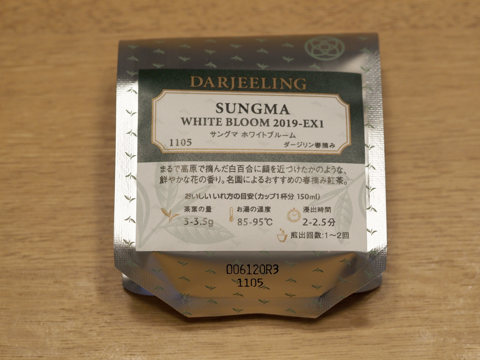 DARJEELING
SUNGMA
WHITE BLOOM 2019-EX1
サングマ ホワイトブルーム
1105 ダージリン春摘み
まるで高原で摘んだ白百合に顔を近づけたかのような、
鮮やかな花の香り。名園によるおすすめの春摘み紅茶。
おいしいいれ方の目安(カップ1杯分 150ml)
茶葉の量 お湯の温度 浸出時間
3-3.5g 85-95℃ 2-2.5分
煎出回数:1~2回
006120R3
1105